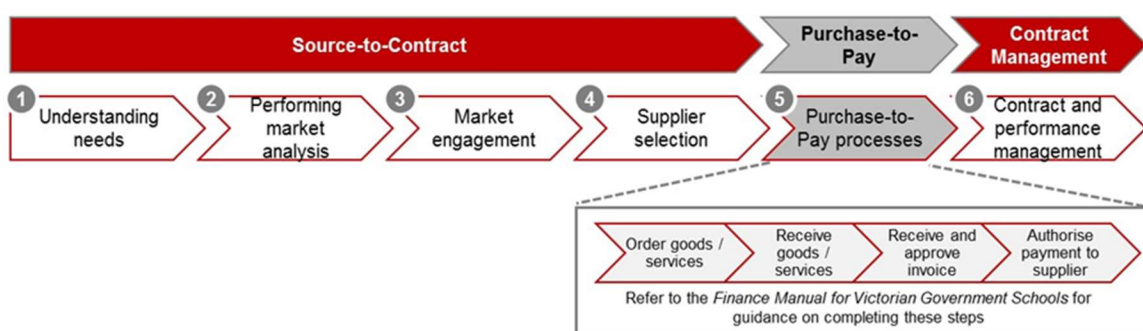 Source-to-Contract
Purchase-to-
Pay
Contract
Management
1
Understanding
needs
2
Performing
market
analysis
3
Market
engagement
4
Supplier
selection
5
Purchase-to-
Pay processes
6
Contract and
performance
management
Order goods /
services
Receive
goods /
services
Receive and
approve
invoice
Authorise
payment to
supplier
Refer to the Finance Manual for Victorian Government Schools for
guidance on completing these steps